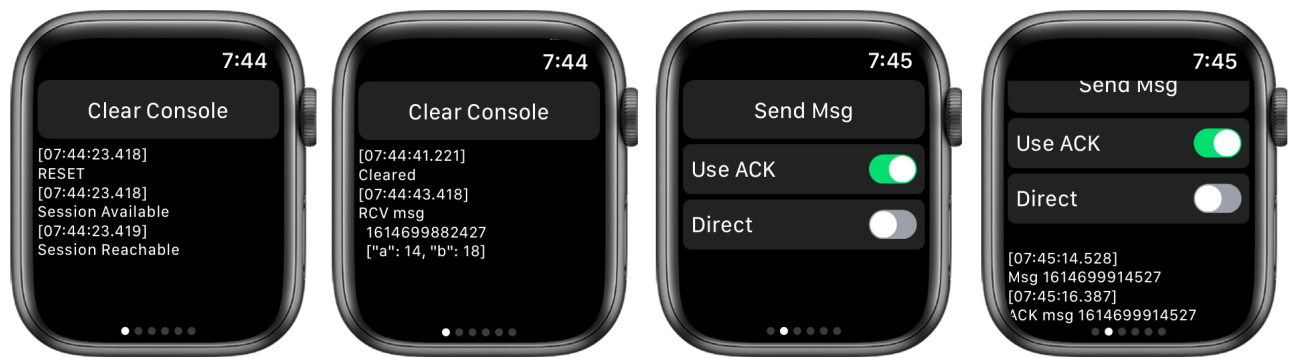 7:44
Clear Console
[07:44:23.418]
RESET
[07:44:23.418]
Session Available
[07:44:23.419]
Session Reachable
7:44
Clear Console
[07:44:41.221]
Cleared
[07:44:43.418]
RCV msg
1614699882427
["a": 14, "b": 18]
7:45
Send Msg
Use ACK
Direct
7:45
Send Msg
Use ACK
Direct
[07:45:14.528]
Msg 1614699914527
[07:45:16.387]
ACK msg 1614699914527